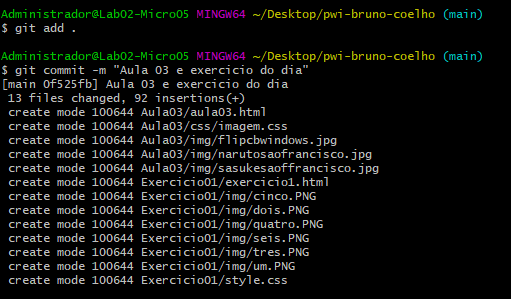 Administrador@Lab02-Micro05 MINGW64 ~/Desktop/pwi-bruno-coelho (main)
$ git add .
Administrador@Lab02-Micro05 MINGW64 ~/Desktop/pwi-bruno-coelho (main)
$ git commit -m "Aula 03 e exercicio do dia"
[main 0f525fb] Aula 03 e exercicio do dia
 13 files changed, 92 insertions(+)
 create mode 100644 Aula03/aula03.html
 create mode 100644 Aula03/css/imagem.css
 create mode 100644 Aula03/img/flipcbwindows.jpg
 create mode 100644 Aula03/img/narutosaofrancisco.jpg
 create mode 100644 Aula03/img/sasukesaoffrancisco.jpg
 create mode 100644 Exercicio01/exercicio1.html
 create mode 100644 Exercicio01/img/cinco.PNG
 create mode 100644 Exercicio01/img/dois.PNG
 create mode 100644 Exercicio01/img/quatro.PNG
 create mode 100644 Exercicio01/img/seis.PNG
 create mode 100644 Exercicio01/img/tres.PNG
 create mode 100644 Exercicio01/img/um.PNG
 create mode 100644 Exercicio01/style.css